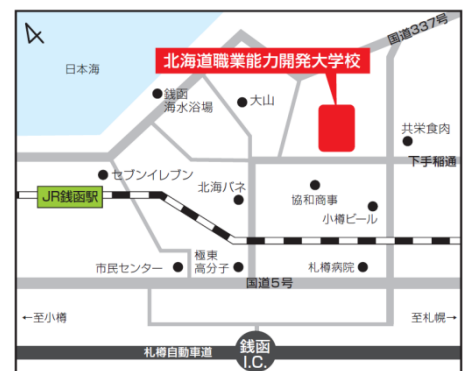 国道337号
北海道職業能力開発大学校
日本海
銭函
海水浴場
大山
共栄食肉
下手稲通
セブンイレブン
北海バネ
協和商事
JR銭函駅
小樽ビール
市民センター
極東
高分子
札樽病院
国道5号
←至小樽
至札幌→
札樽自動車道
銭函
I.C.